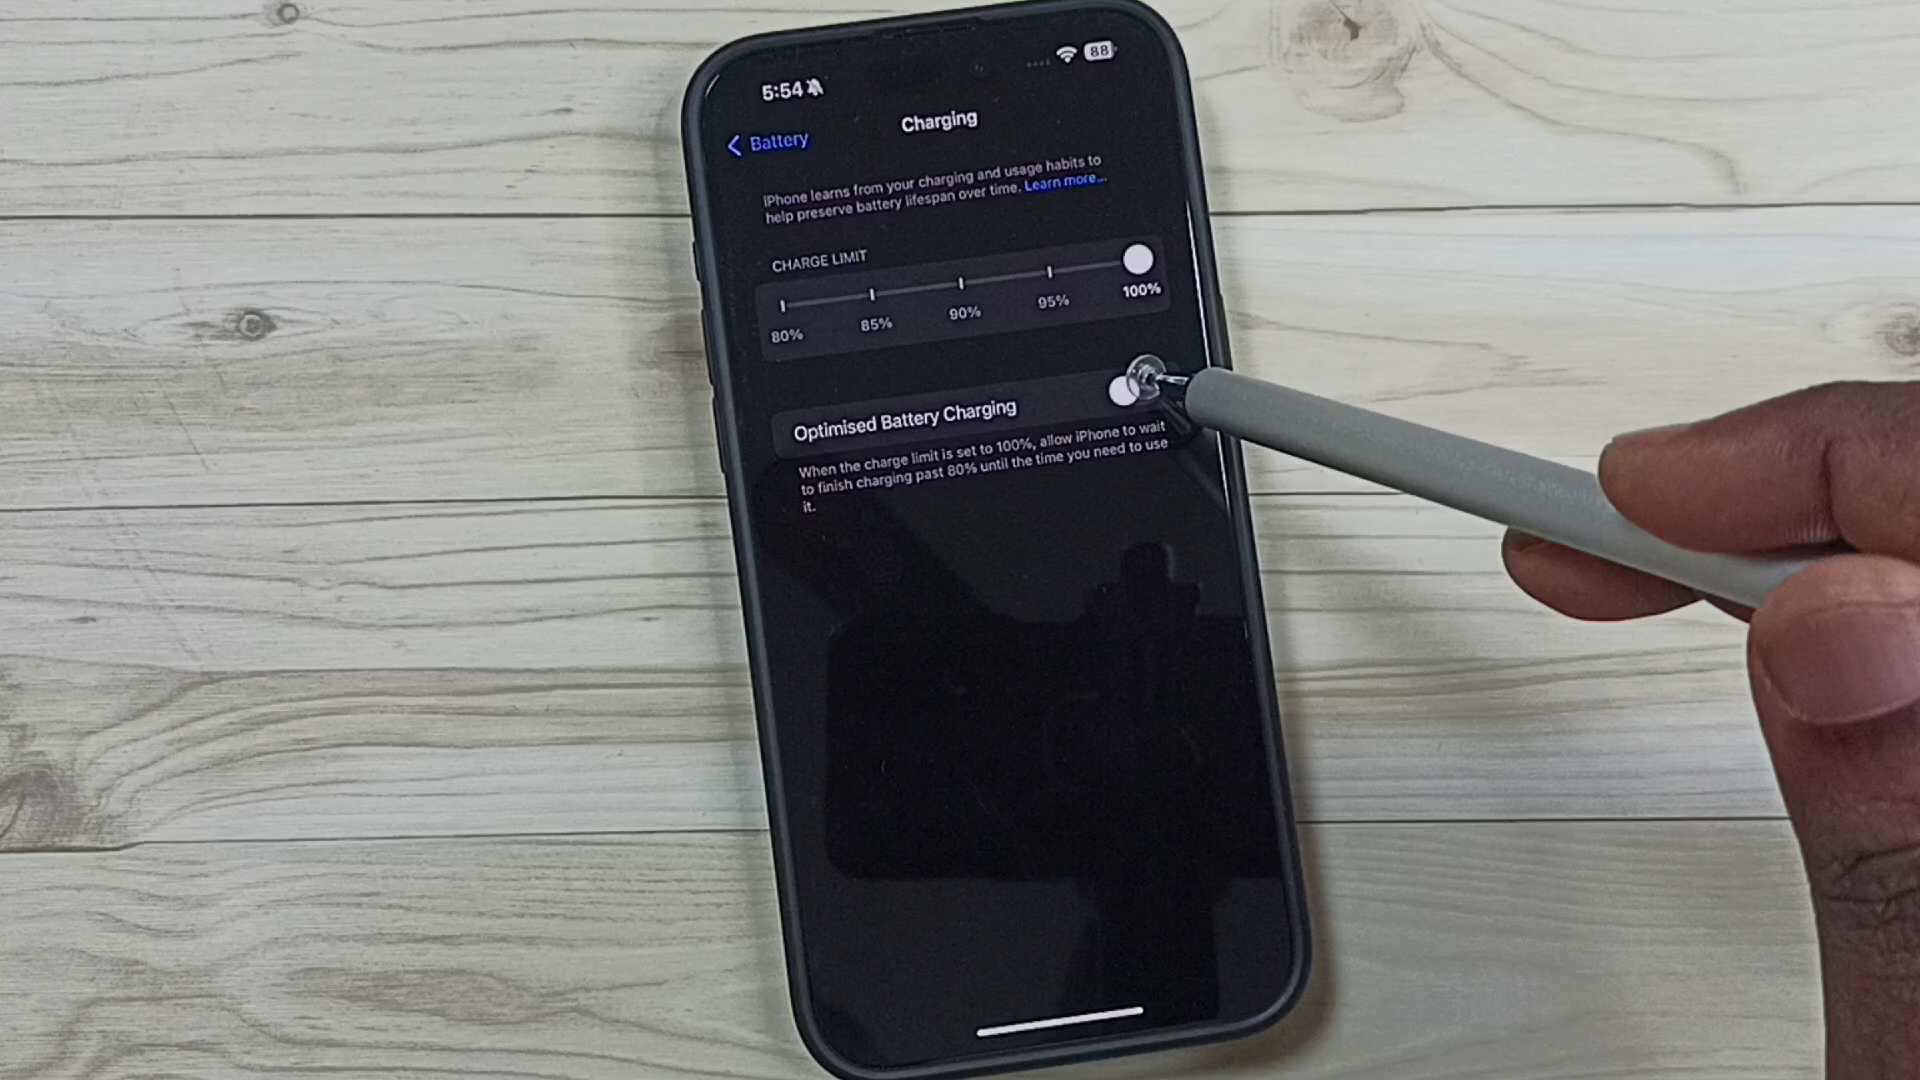 5:54
88
Battery
Charging
iPhone learns from your charging and usage habits to
help preserve battery lifespan over time. Learn more...
CHARGE LIMIT
80%
85%
90%
95%
100%
Optimised Battery Charging
When the charge limit is set to 100%, allow iPhone to wait
to finish charging past 80% until the time you need to use
it.